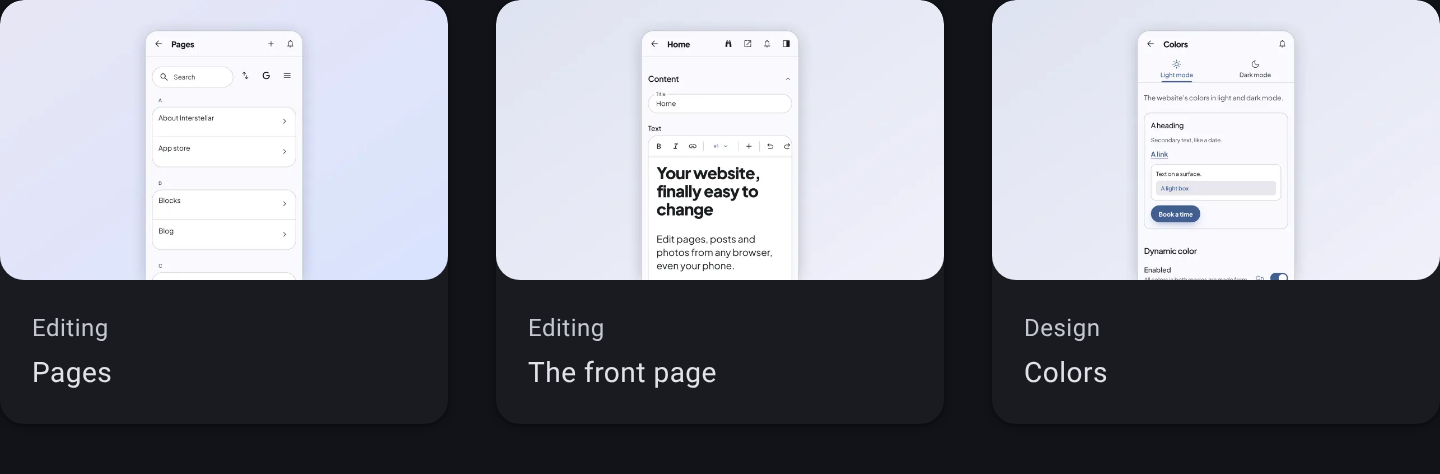 Pages
Search
A
About Interstellar
App store
B
Blocks
Blog
C
Editing
Pages
Home
Content
Title
Home
Text
B I H1
Your website,
finally easy to
change
Edit pages, posts and
photos from any browser,
even your phone.
Editing
The front page
Colors
Light mode
Dark mode
The website's colors in light and dark mode.
A heading
Secondary text, like a date.
A link
Text on a surface.
A light box
Book a time
Dynamic color
Enabled
Design
Colors